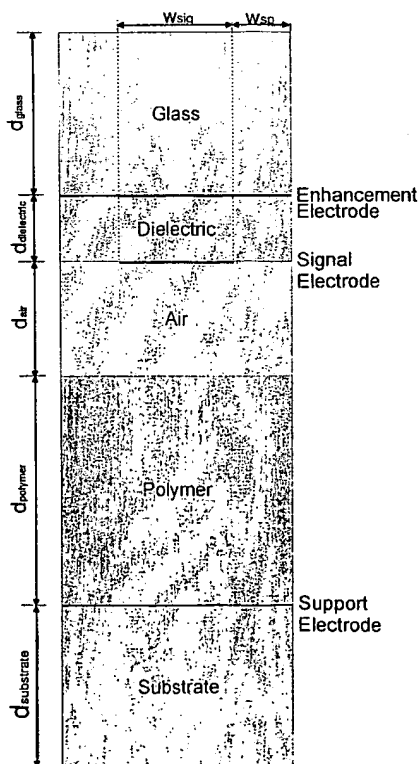 Wsig Wsp
dglass
Glass
Enhancement
Electrode
ddielectric
Dielectric
Signal
Electrode
dair
Air
dpolymer
Polymer
Support
Electrode
dsubstrate
Substrate